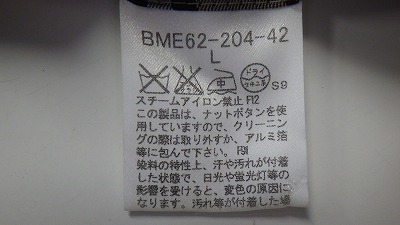 BME62-204-42
L
中 ドライ セキユ系 S9
スチームアイロン禁止 F12
この製品は、ナットボタンを使
用していますので、クリーニン
グの際は取り外すか、アルミ箔
等に包んで下さい。 F91
染料の特性上、汗や汚れが付着
した状態で、日光や蛍光灯等の
影響を受けると、変色の原因に
なります。汚れ等が付着した場